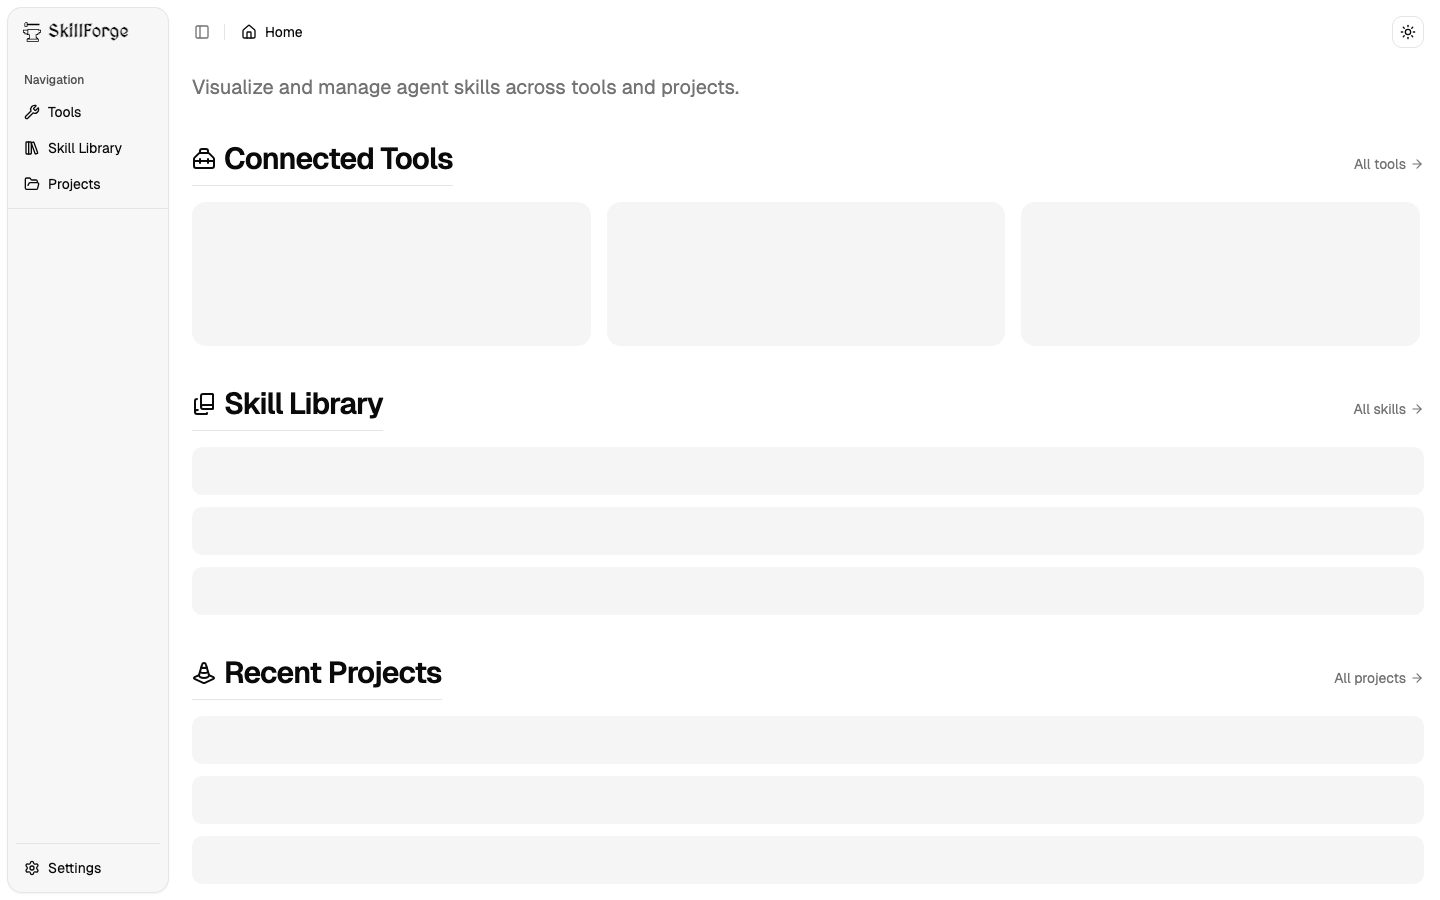 SkillForge
Navigation
Tools
Skill Library
Projects
Settings
Home
Visualize and manage agent skills across tools and projects.
Connected Tools
All tools →
Skill Library
All skills →
Recent Projects
All projects →